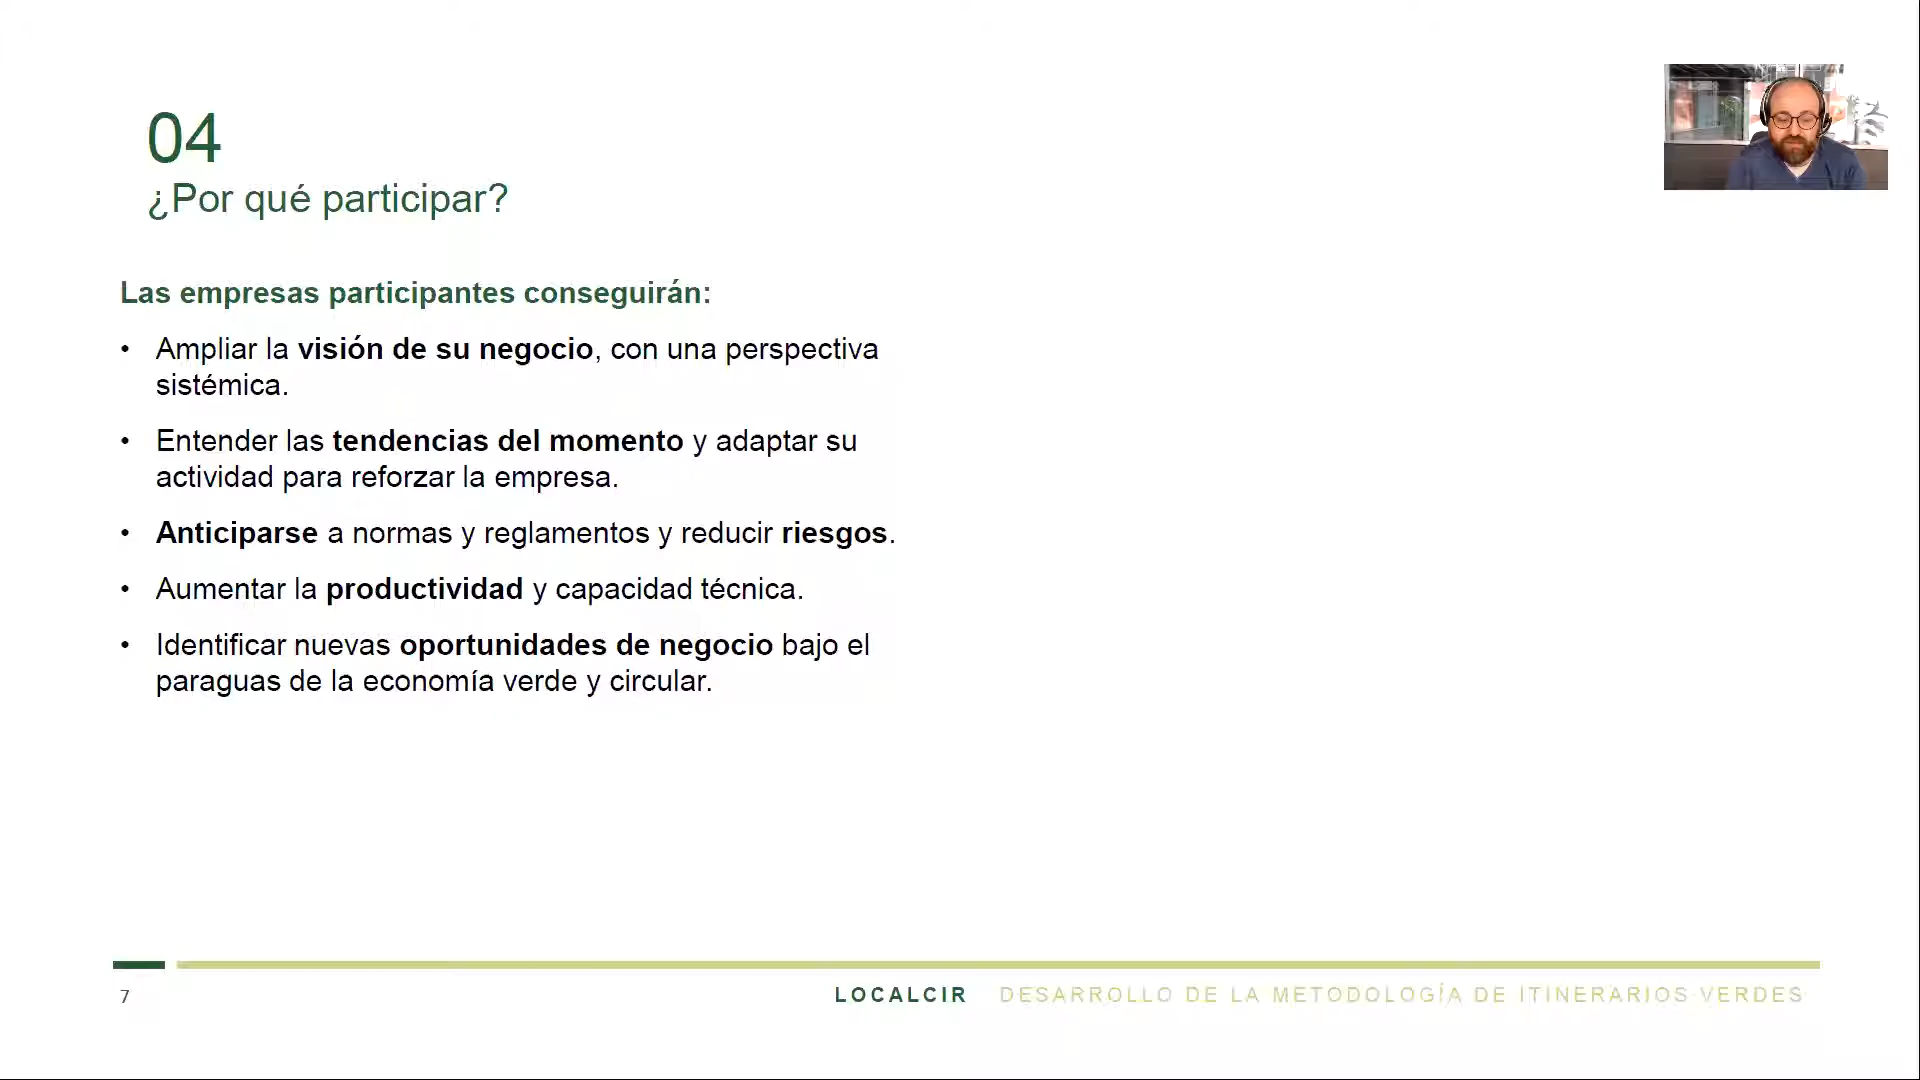 04
¿Por qué participar?
Las empresas participantes conseguirán:
• Ampliar la visión de su negocio, con una perspectiva
sistémica.
• Entender las tendencias del momento y adaptar su
actividad para reforzar la empresa.
• Anticiparse a normas y reglamentos y reducir riesgos.
• Aumentar la productividad y capacidad técnica.
• Identificar nuevas oportunidades de negocio bajo el
paraguas de la economía verde y circular.
7
LOCALCIR DESARROLLO DE LA METODOLOGÍA DE ITINERARIOS VERDES